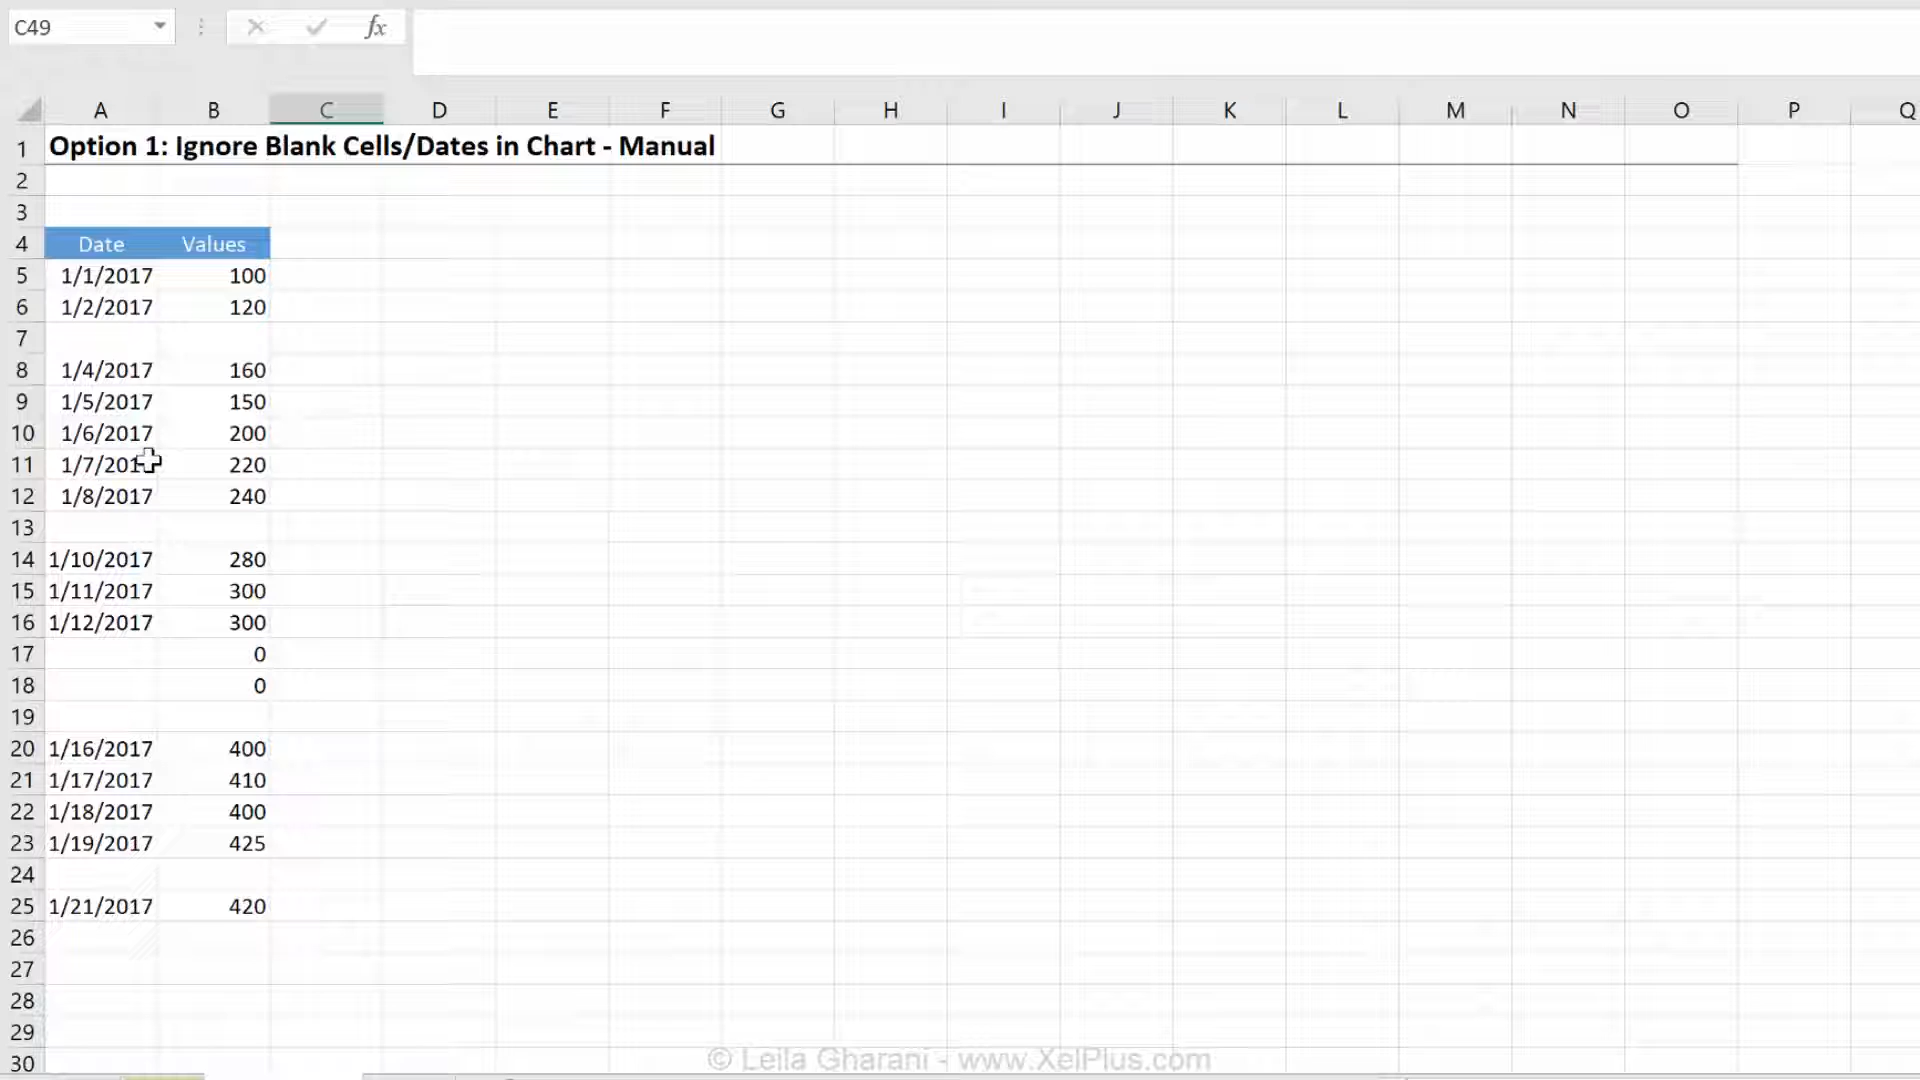 C49 fx
A B C D E F G H I J K L M N O P Q
1 Option 1: Ignore Blank Cells/Dates in Chart - Manual
2
3
4 Date Values
5 1/1/2017 100
6 1/2/2017 120
7
8 1/4/2017 160
9 1/5/2017 150
10 1/6/2017 200
11 1/7/2017 220
12 1/8/2017 240
13
14 1/10/2017 280
15 1/11/2017 300
16 1/12/2017 300
17 0
18 0
19
20 1/16/2017 400
21 1/17/2017 410
22 1/18/2017 400
23 1/19/2017 425
24
25 1/21/2017 420
26
27
28
29
30
© Leila Gharani - www.XelPlus.com